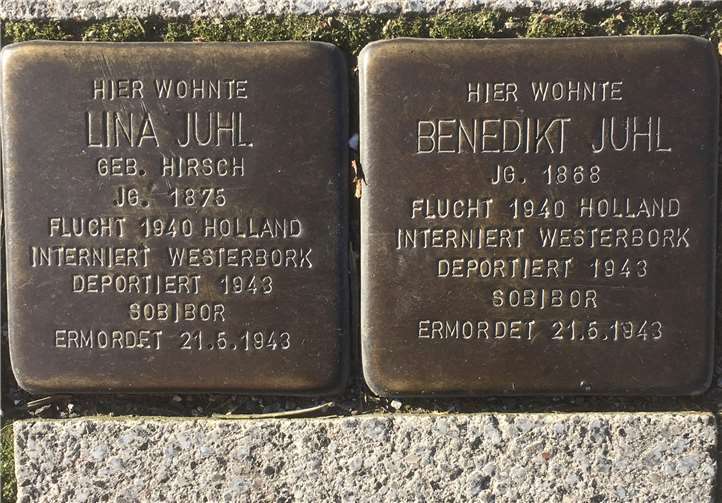 HIER WOHNTE
LINA JUHL
GEB. HIRSCH
JG. 1875
FLUCHT 1940 HOLLAND
INTERNIERT WESTERBORK
DEPORTIERT 1943
SOBIBOR
ERMORDET 21.5.1943
HIER WOHNTE
BENEDIKT JUHL
JG. 1868
FLUCHT 1940 HOLLAND
INTERNIERT WESTERBORK
DEPORTIERT 1943
SOBIBOR
ERMORDET 21.5.1943